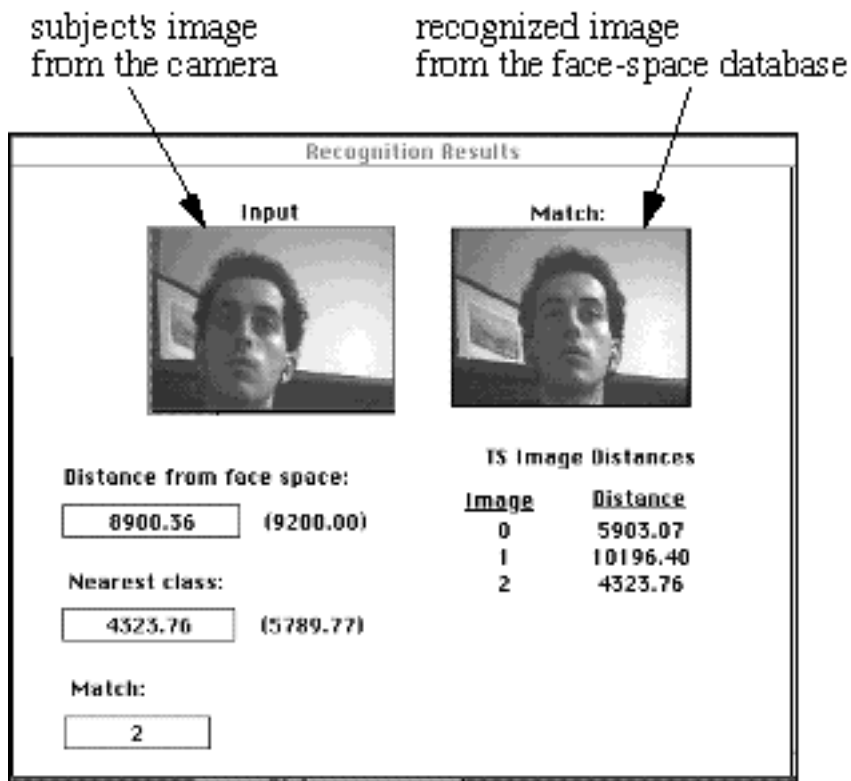 subject's image
from the camera
recognized image
from the face-space database
Recognition Results
Input
Match:
Distance from face space:
8900.36 (9200.00)
Nearest class:
4323.76 (5789.77)
Match:
2
TS Image Distances
Image Distance
0 5903.07
1 10196.40
2 4323.76